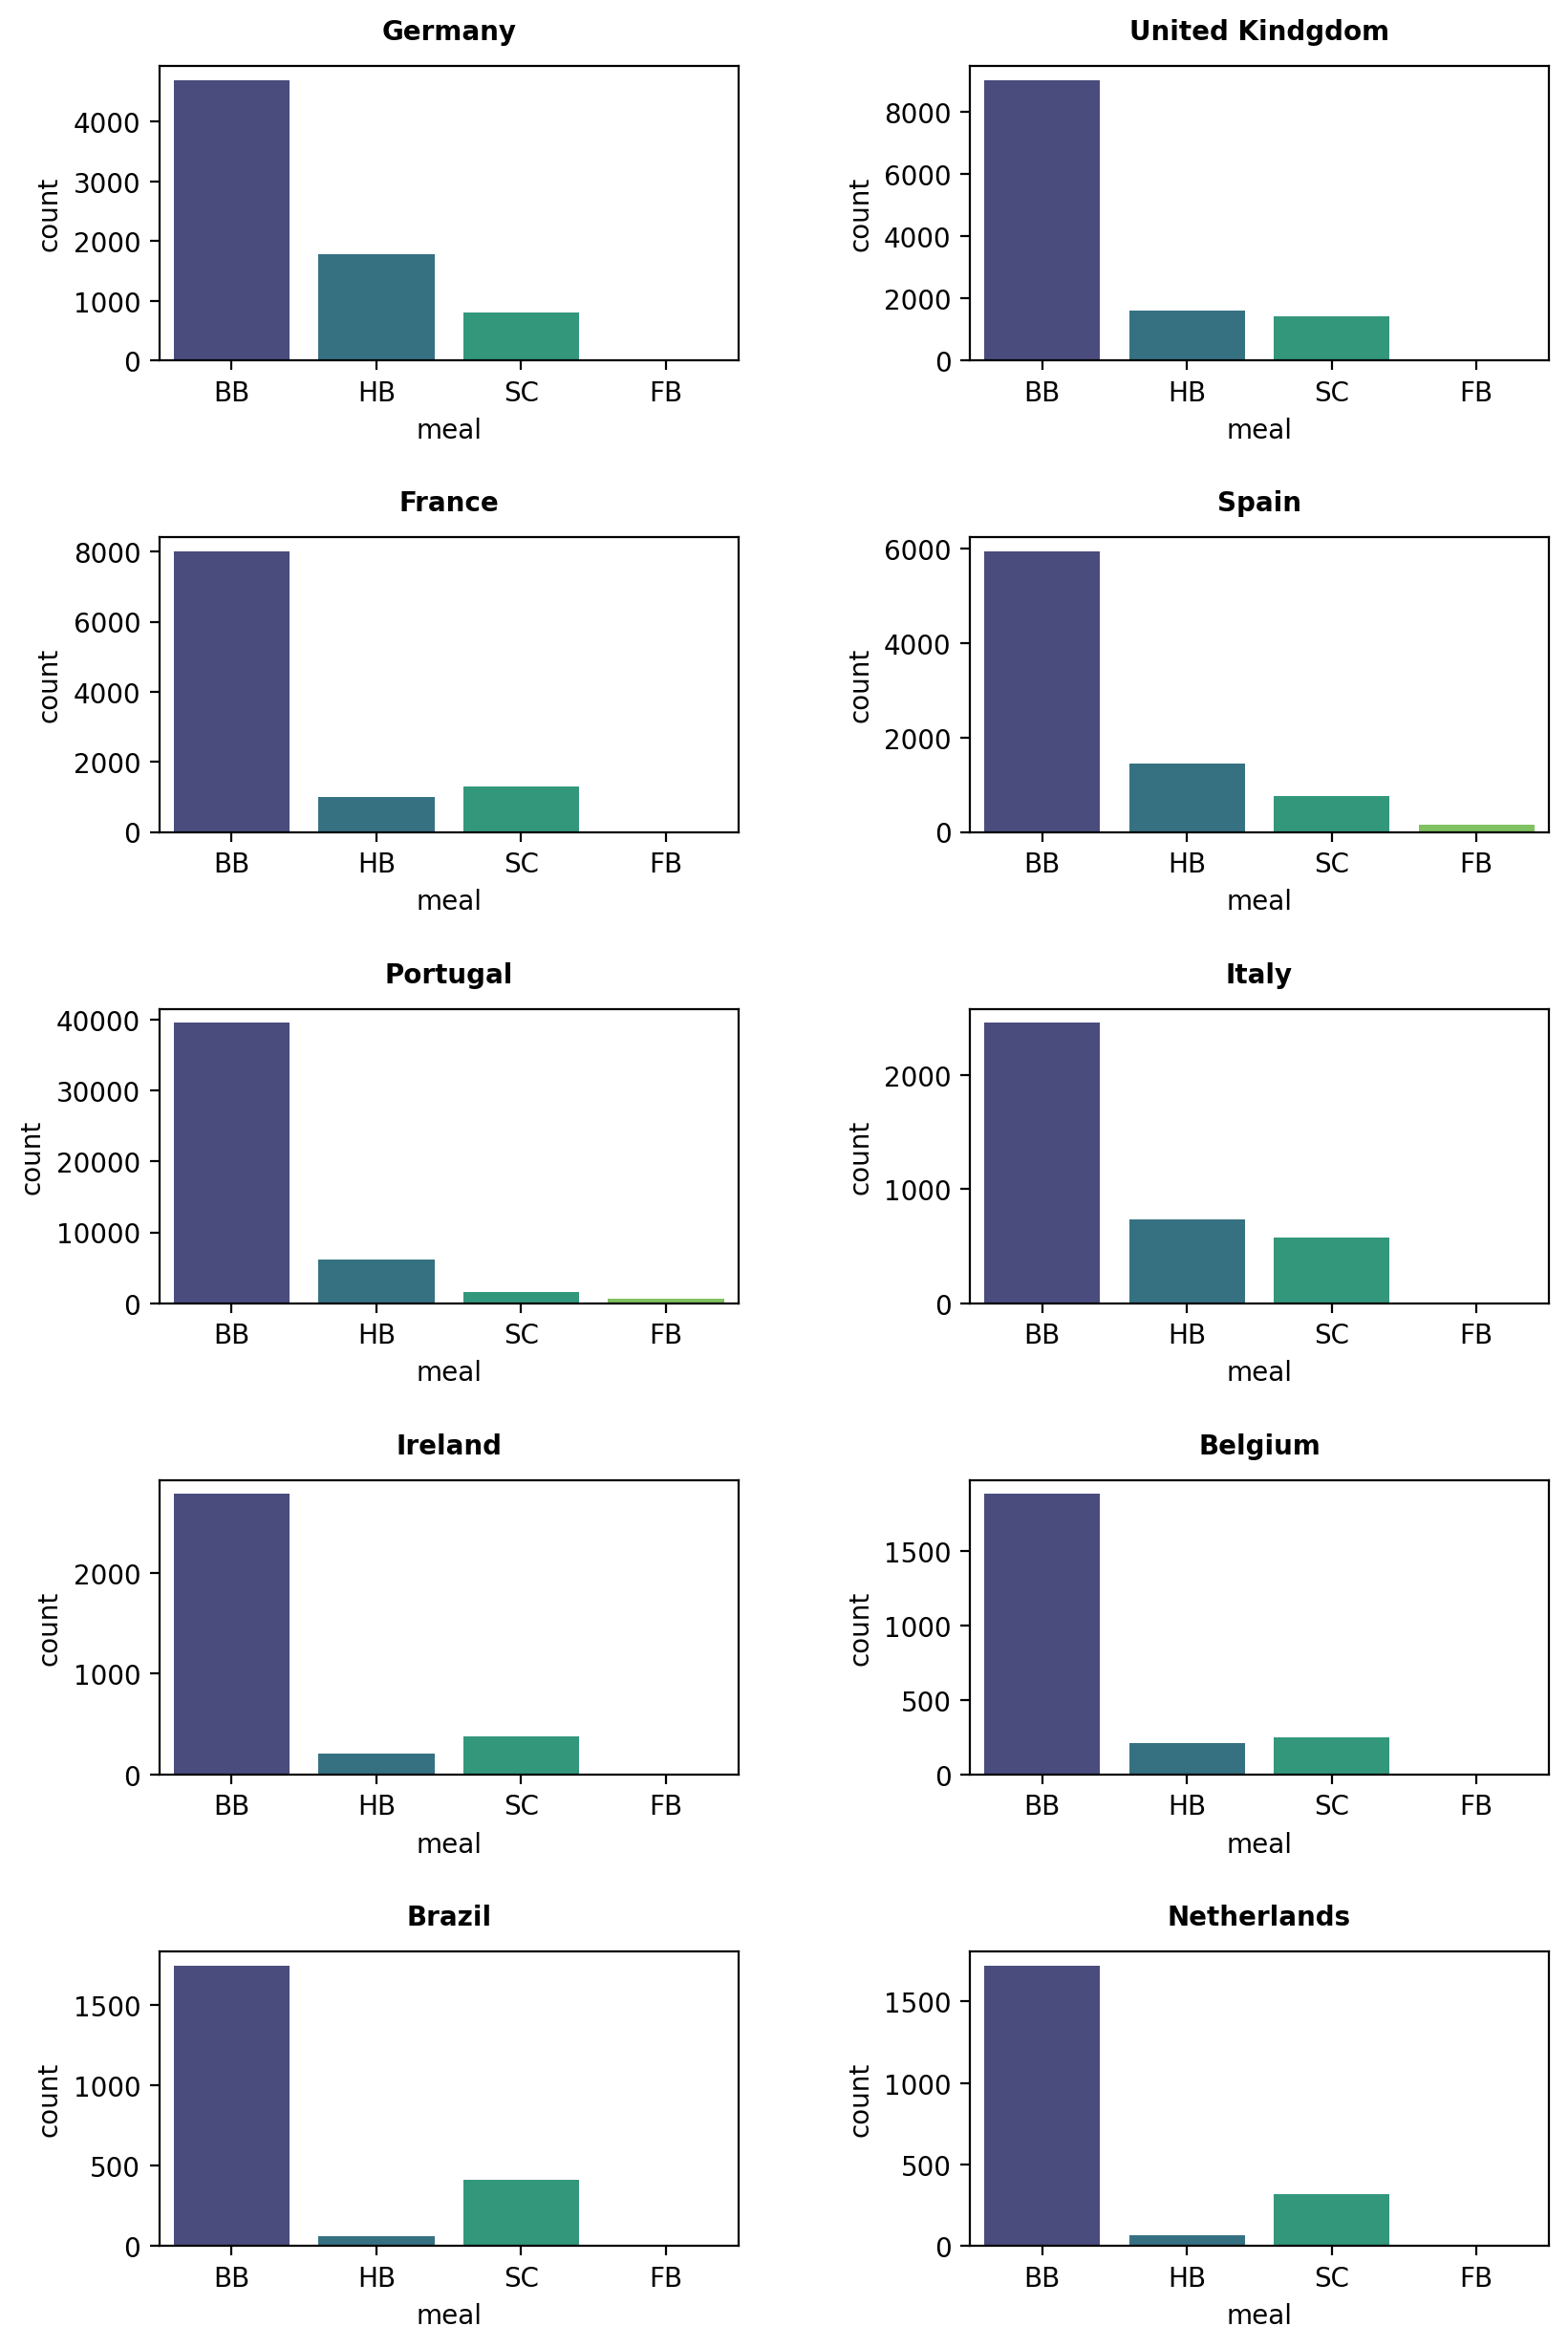 Germany
count
4000
3000
2000
1000
0
BB HB SC FB
meal
United Kindgdom
count
8000
6000
4000
2000
0
BB HB SC FB
meal
France
count
8000
6000
4000
2000
0
BB HB SC FB
meal
Spain
count
6000
4000
2000
0
BB HB SC FB
meal
Portugal
count
40000
30000
20000
10000
0
BB HB SC FB
meal
Italy
count
2000
1000
0
BB HB SC FB
meal
Ireland
count
2000
1000
0
BB HB SC FB
meal
Belgium
count
1500
1000
500
0
BB HB SC FB
meal
Brazil
count
1500
1000
500
0
BB HB SC FB
meal
Netherlands
count
1500
1000
500
0
BB HB SC FB
meal